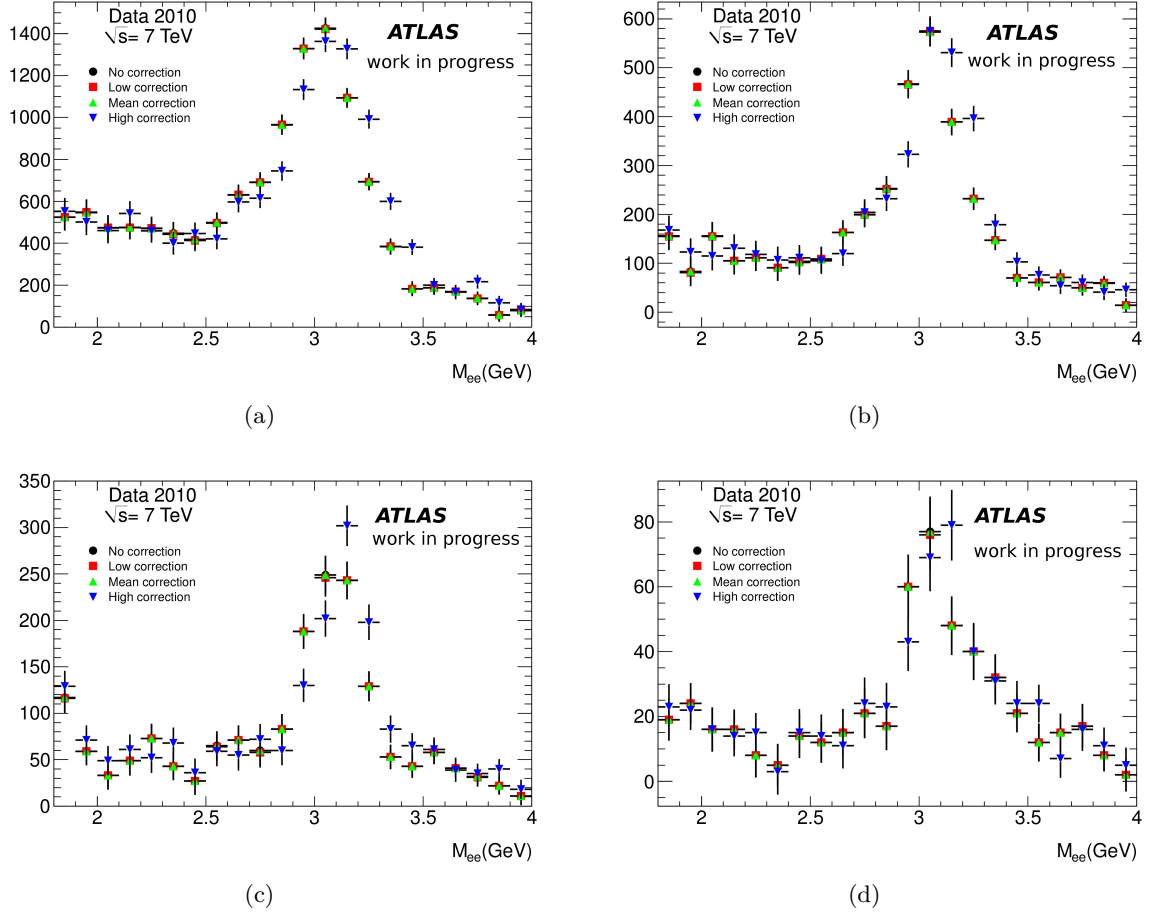 Data 2010
√s= 7 TeV
ATLAS
work in progress
No correction
Low correction
Mean correction
High correction
1400
1200
1000
800
600
400
200
0
2 2.5 3 3.5 4
M_ee(GeV)
(a)
Data 2010
√s= 7 TeV
ATLAS
work in progress
No correction
Low correction
Mean correction
High correction
600
500
400
300
200
100
0
2 2.5 3 3.5 4
M_ee(GeV)
(b)
Data 2010
√s= 7 TeV
ATLAS
work in progress
No correction
Low correction
Mean correction
High correction
350
300
250
200
150
100
50
0
2 2.5 3 3.5 4
M_ee(GeV)
(c)
Data 2010
√s= 7 TeV
ATLAS
work in progress
No correction
Low correction
Mean correction
High correction
80
60
40
20
0
2 2.5 3 3.5 4
M_ee(GeV)
(d)